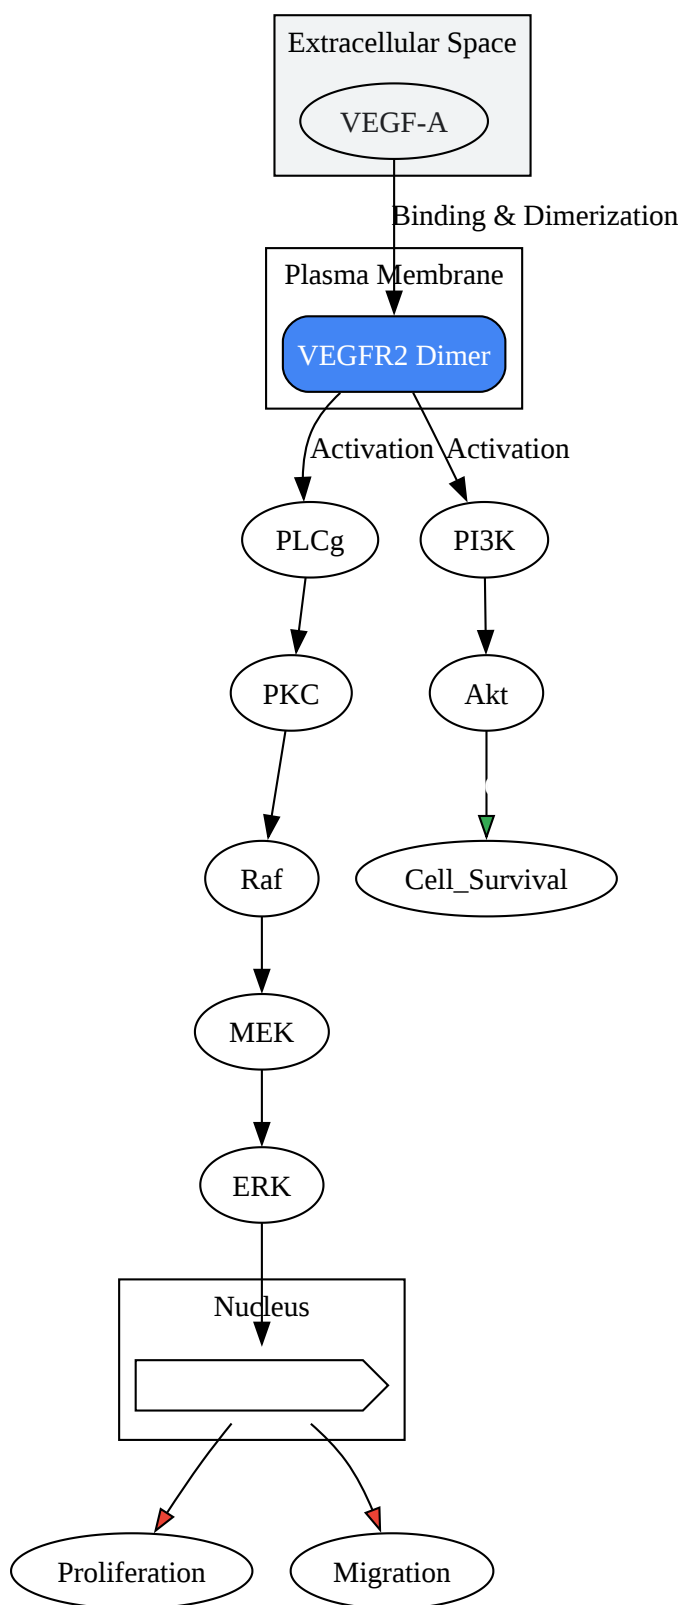 Extracellular Space
VEGF-A
Binding & Dimerization
Plasma Membrane
VEGFR2 Dimer
Activation
Activation
PLCg
PI3K
PKC
Akt
Raf
Cell_Survival
MEK
ERK
Nucleus
Proliferation
Migration